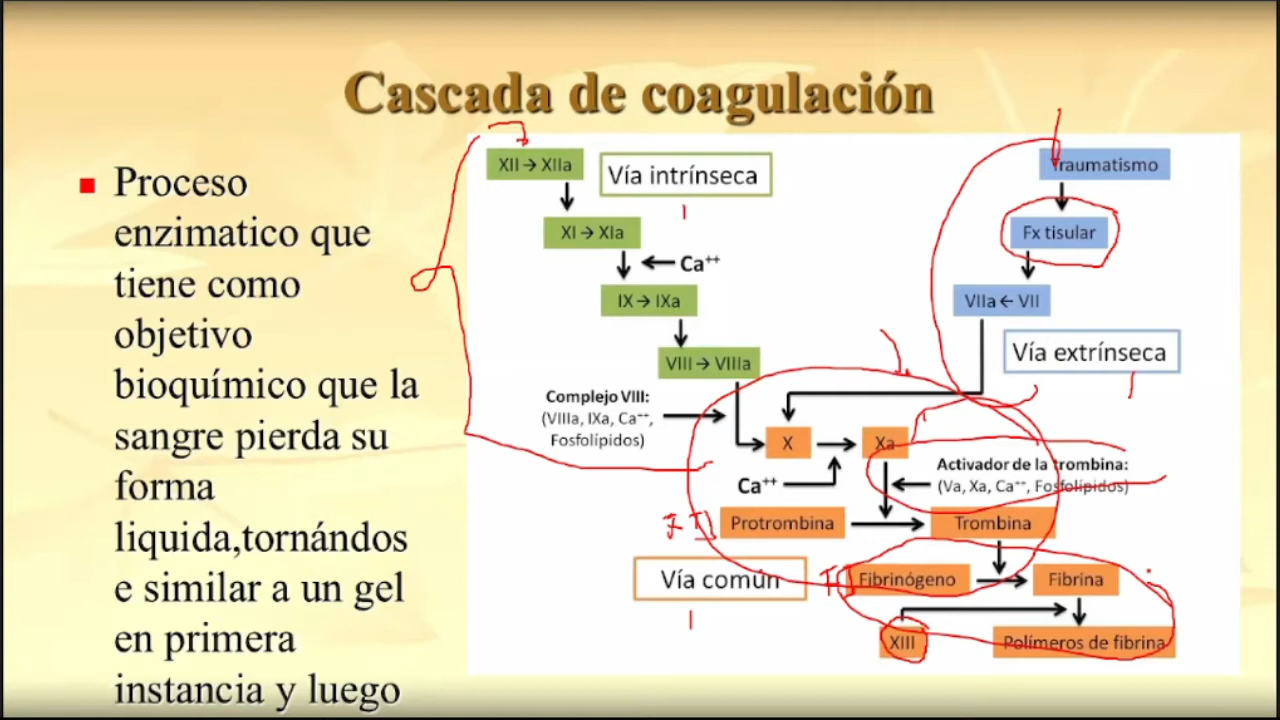 Cascada de coagulación
Proceso
enzimatico que
tiene como
objetivo
bioquímico que la
sangre pierda su
forma
liquida,tornándos
e similar a un gel
en primera
instancia y luego
XII → XIIa
Vía intrínseca
XI → XIa
Ca⁺⁺
IX → IXa
VIII → VIIIa
Complejo VIII:
(VIIIa, IXa, Ca⁺⁺,
Fosfolípidos)
Traumatismo
Fx tisular
VIIa ← VII
Vía extrínseca
X
Xa
Ca⁺⁺
Activador de la trombina:
(Va, Xa, Ca⁺⁺, Fosfolípidos)
Protrombina
Trombina
Vía común
Fibrinógeno
Fibrina
XIII
Polímeros de fibrina